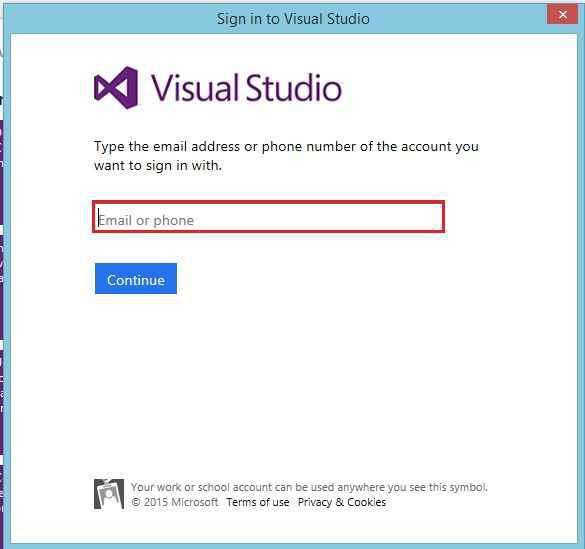 Sign in to Visual Studio
Visual Studio
Type the email address or phone number of the account you
want to sign in with.
Email or phone
Continue
Your work or school account can be used anywhere you see this symbol.
© 2015 Microsoft Terms of use Privacy & Cookies